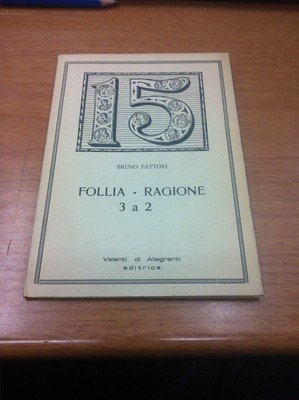 15
BRUNO FATTORI
FOLLIA - RAGIONE
3 a 2
Valenti di Allegranti
editrice